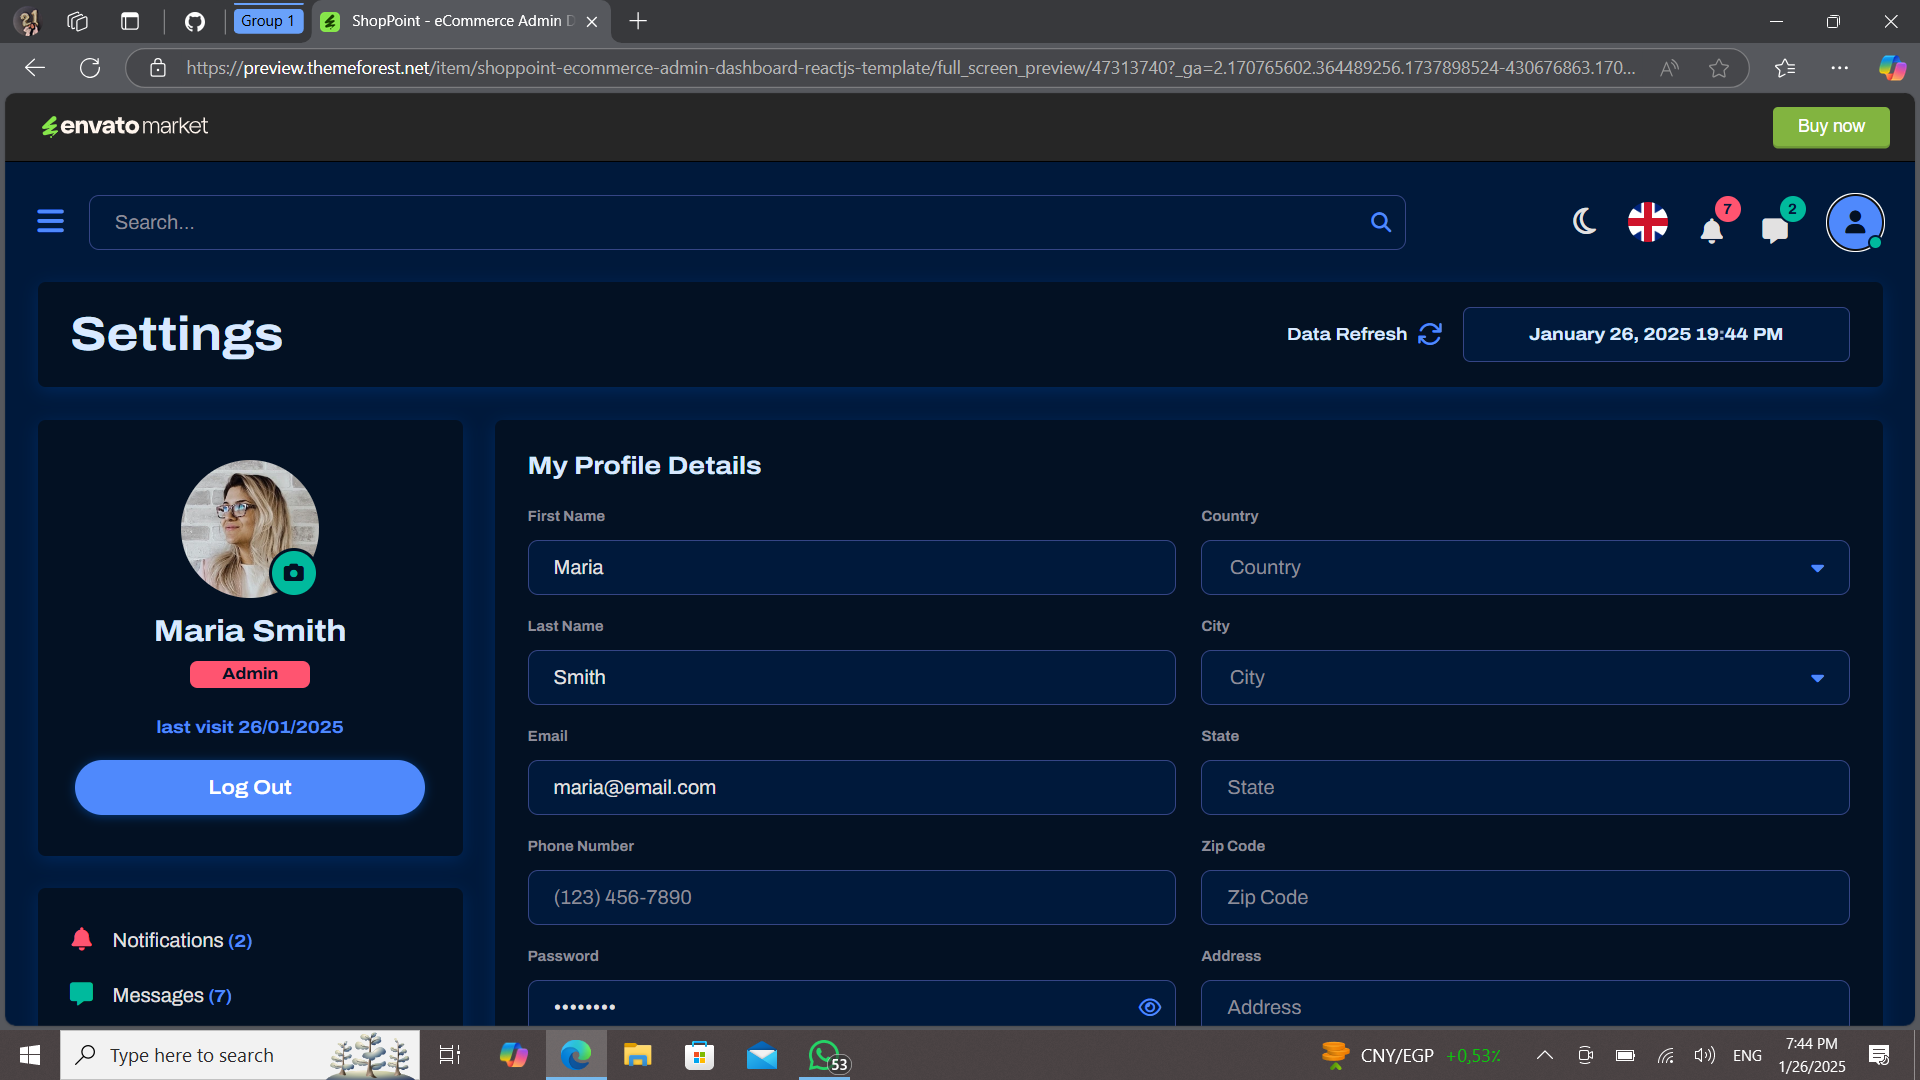 Group 1
ShopPoint - eCommerce Admin D
https://preview.themeforest.net/item/shoppoint-ecommerce-admin-dashboard-reactjs-template/full_screen_preview/47313740?_ga=2.170765602.364489256.1737898524-430676863.170...
envato market
Buy now
Search...
7
2
Settings
Data Refresh
January 26, 2025 19:44 PM
Maria Smith
Admin
last visit 26/01/2025
Log Out
Notifications (2)
Messages (7)
My Profile Details
First Name
Maria
Country
Country
Last Name
Smith
City
City
Email
maria@email.com
State
State
Phone Number
(123) 456-7890
Zip Code
Zip Code
Password
••••••••
Address
Address
Type here to search
53
CNY/EGP +0,53%
ENG
7:44 PM
1/26/2025